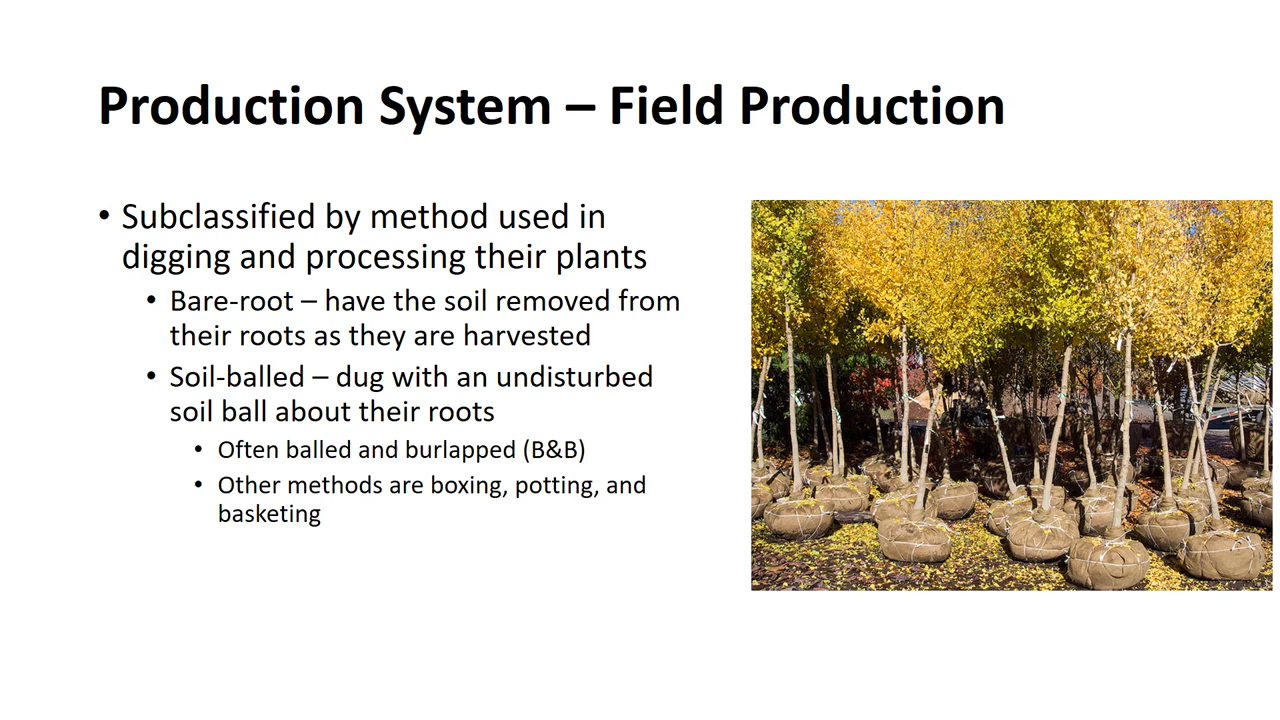 Production System – Field Production
• Subclassified by method used in
digging and processing their plants
• Bare-root – have the soil removed from
their roots as they are harvested
• Soil-balled – dug with an undisturbed
soil ball about their roots
• Often balled and burlapped (B&B)
• Other methods are boxing, potting, and
basketing